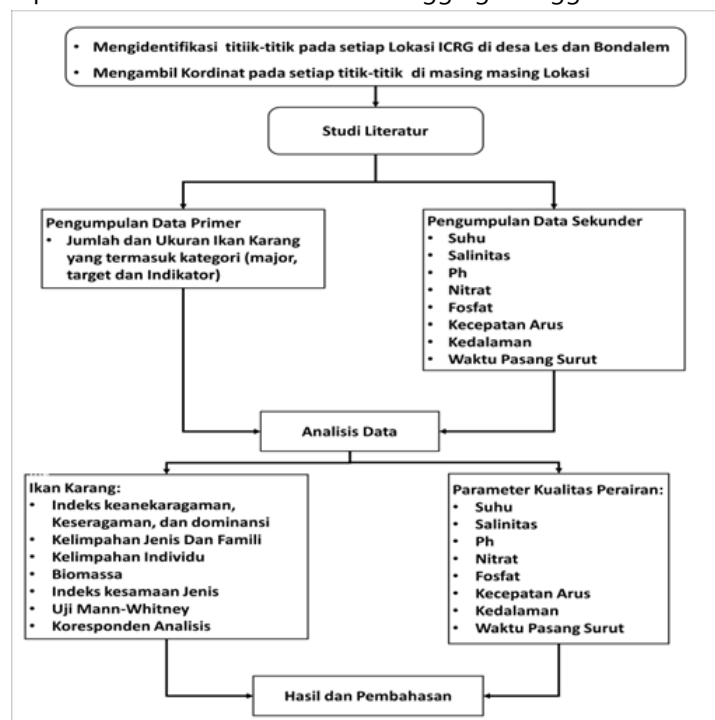 • Mengidentifikasi titiik-titik pada setiap Lokasi ICRG di desa Les dan Bondalem
• Mengambil Kordinat pada setiap titik-titik di masing masing Lokasi
Studi Literatur
Pengumpulan Data Primer
• Jumlah dan Ukuran Ikan Karang
yang termasuk kategori (major,
target dan Indikator)
Pengumpulan Data Sekunder
• Suhu
• Salinitas
• Ph
• Nitrat
• Fosfat
• Kecepatan Arus
• Kedalaman
• Waktu Pasang Surut
Analisis Data
Ikan Karang:
• Indeks keanekaragaman,
Keseragaman, dan dominansi
• Kelimpahan Jenis Dan Famili
• Kelimpahan Individu
• Biomassa
• Indeks kesamaan Jenis
• Uji Mann-Whitney
• Koresponden Analisis
Parameter Kualitas Perairan:
• Suhu
• Salinitas
• Ph
• Nitrat
• Fosfat
• Kecepatan Arus
• Kedalaman
• Waktu Pasang Surut
Hasil dan Pembahasan